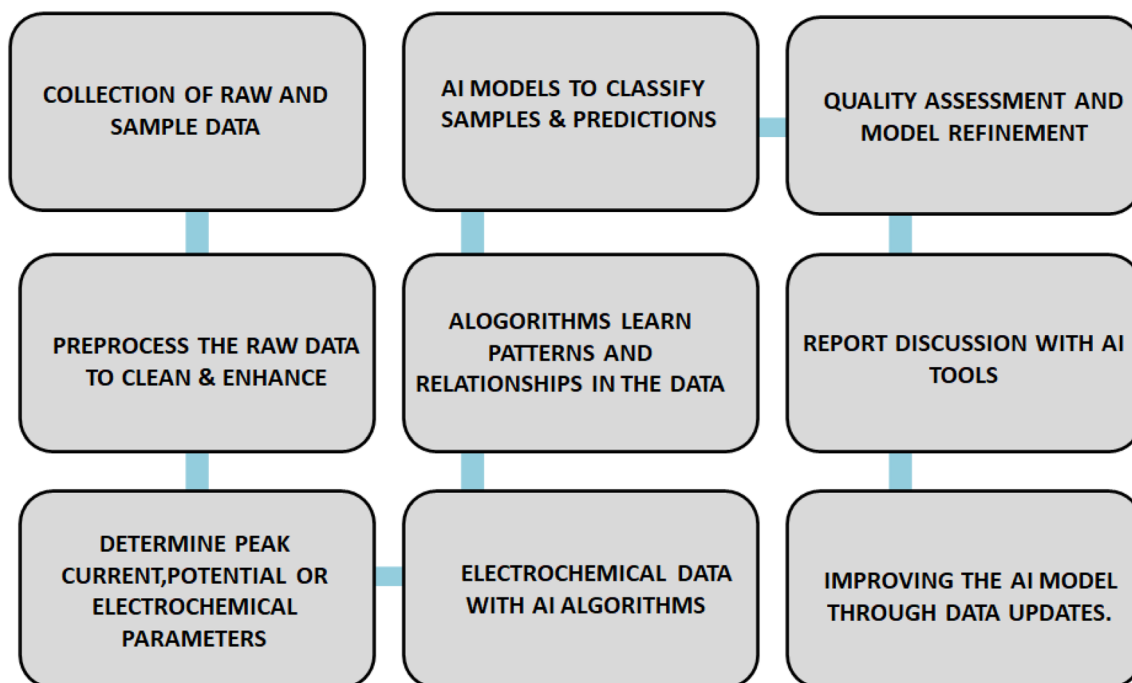 COLLECTION OF RAW AND
SAMPLE DATA
PREPROCESS THE RAW DATA
TO CLEAN & ENHANCE
DETERMINE PEAK
CURRENT,POTENTIAL OR
ELECTROCHEMICAL
PARAMETERS
ELECTROCHEMICAL DATA
WITH AI ALGORITHMS
ALOGORITHMS LEARN
PATTERNS AND
RELATIONSHIPS IN THE DATA
AI MODELS TO CLASSIFY
SAMPLES & PREDICTIONS
QUALITY ASSESSMENT AND
MODEL REFINEMENT
REPORT DISCUSSION WITH AI
TOOLS
IMPROVING THE AI MODEL
THROUGH DATA UPDATES.